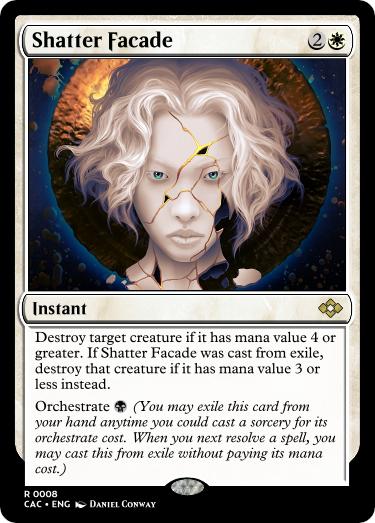 Shatter Facade 2
Instant
Destroy target creature if it has mana value 4 or
greater. If Shatter Facade was cast from exile,
destroy that creature if it has mana value 3 or
less instead.
Orchestrate (You may exile this card from
your hand anytime you could cast a sorcery for its
orchestrate cost. When you next resolve a spell, you
may cast this from exile without paying its mana
cost.)
R 0008
CAC • ENG DANIEL CONWAY